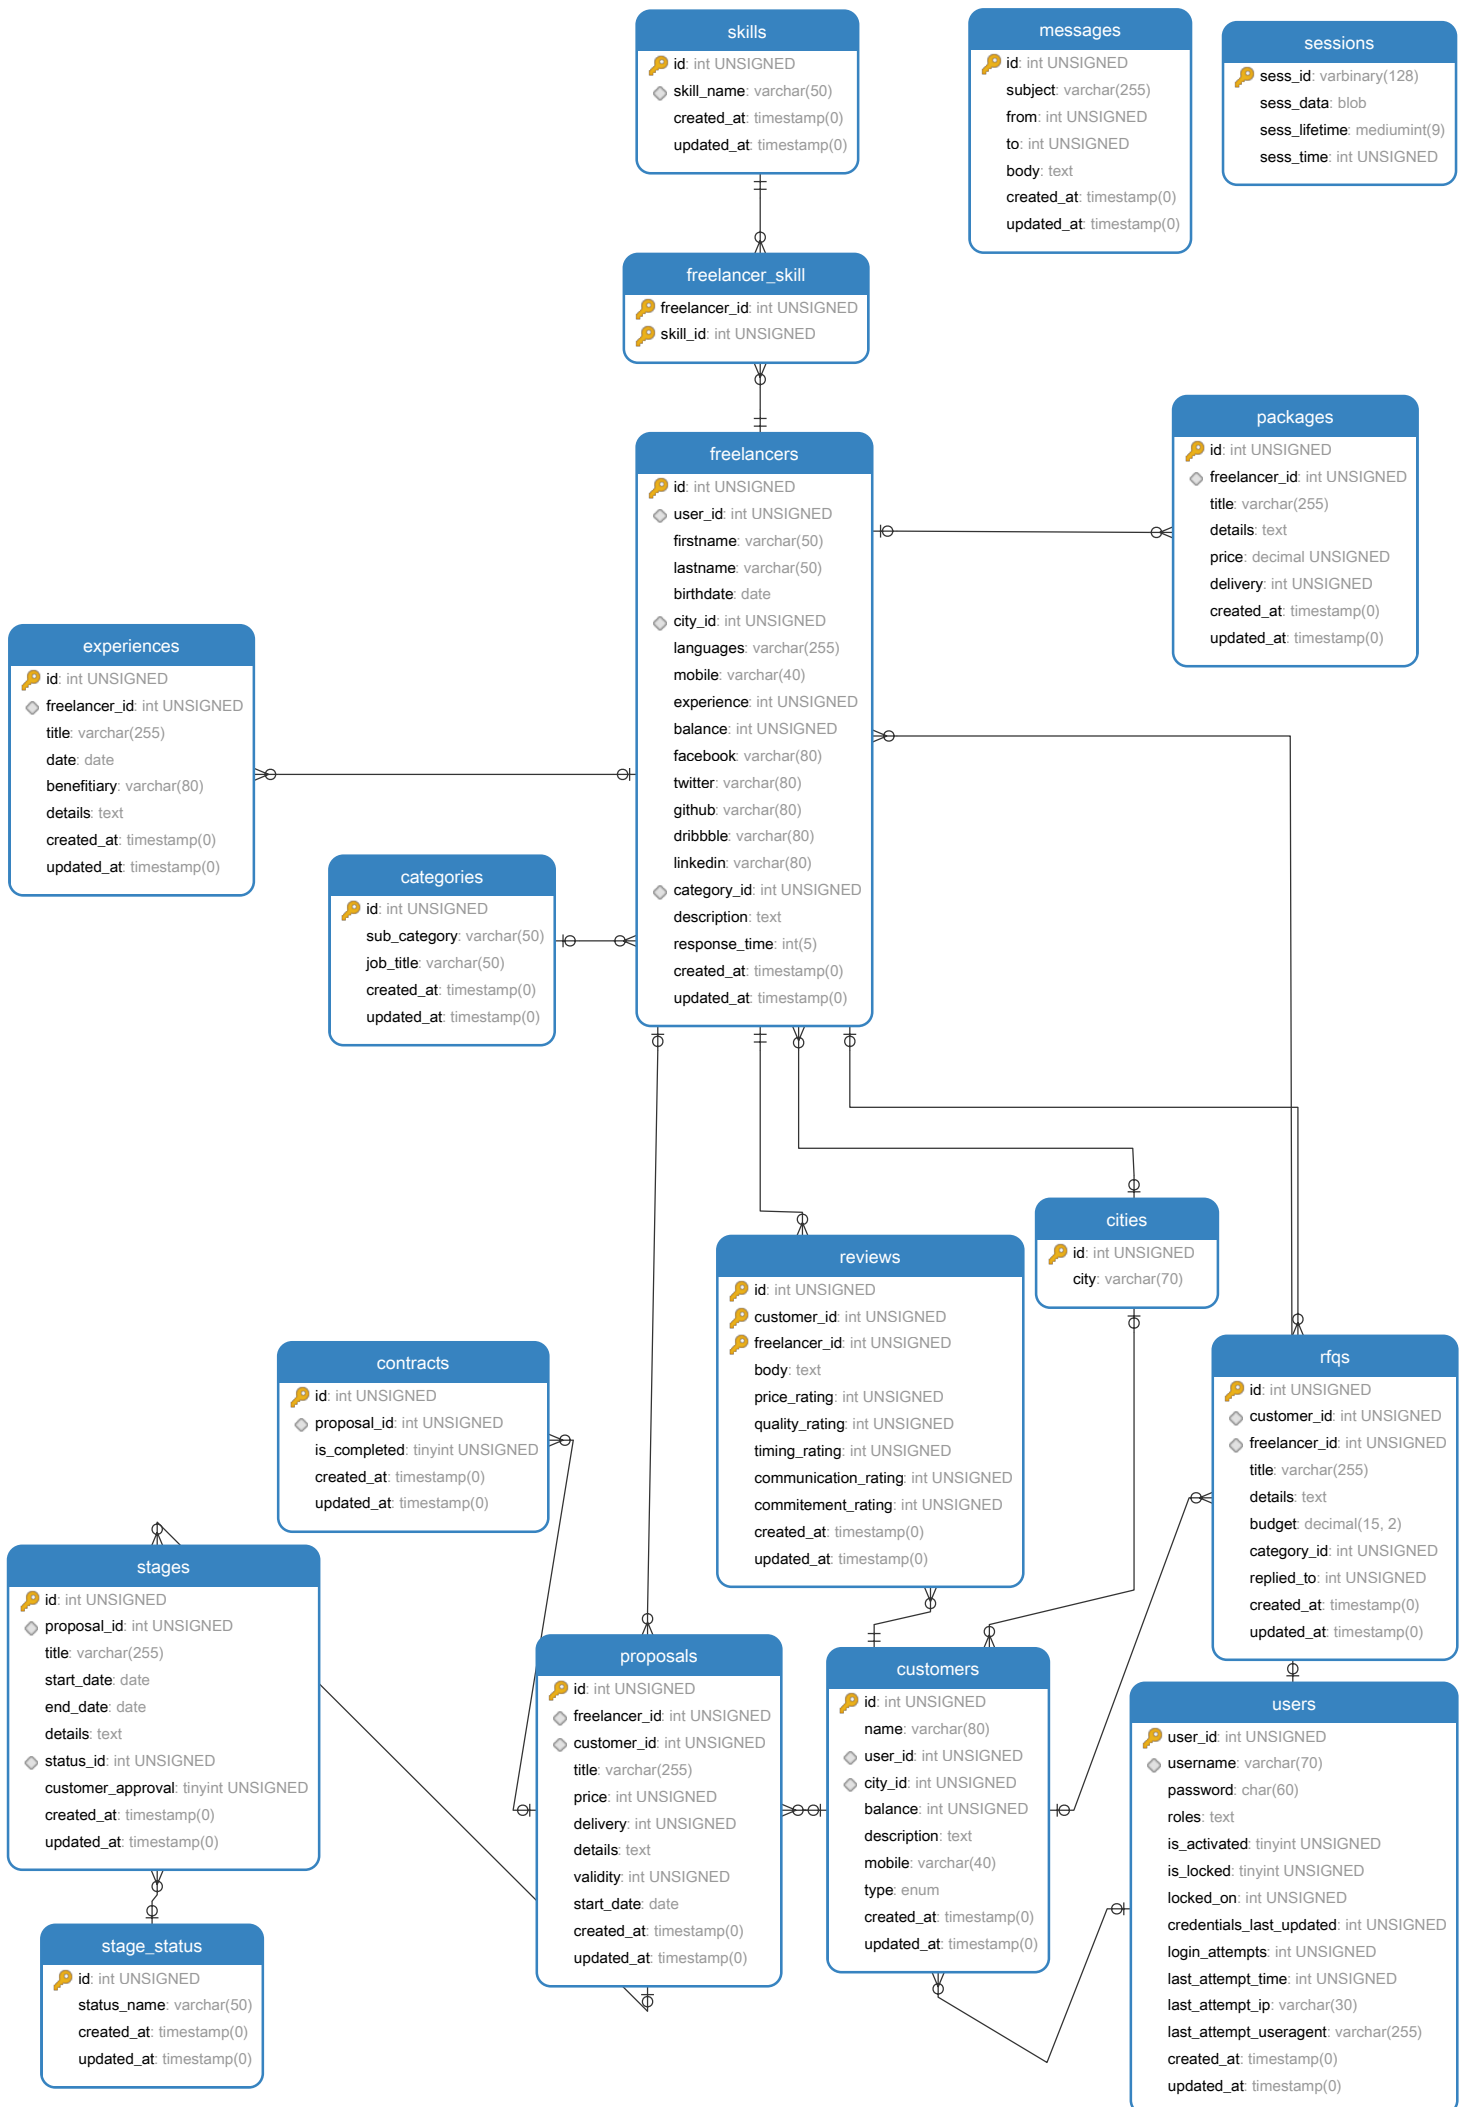 skills
id: int UNSIGNED
skill_name: varchar(50)
created_at: timestamp(0)
updated_at: timestamp(0)
messages
id: int UNSIGNED
subject: varchar(255)
from: int UNSIGNED
to: int UNSIGNED
body: text
created_at: timestamp(0)
updated_at: timestamp(0)
sessions
sess_id: varbinary(128)
sess_data: blob
sess_lifetime: mediumint(9)
sess_time: int UNSIGNED
freelancer_skill
freelancer_id: int UNSIGNED
skill_id: int UNSIGNED
freelancers
id: int UNSIGNED
user_id: int UNSIGNED
firstname: varchar(50)
lastname: varchar(50)
birthdate: date
city_id: int UNSIGNED
languages: varchar(255)
mobile: varchar(40)
experience: int UNSIGNED
balance: int UNSIGNED
facebook: varchar(80)
twitter: varchar(80)
github: varchar(80)
dribbble: varchar(80)
linkedin: varchar(80)
category_id: int UNSIGNED
description: text
response_time: int(5)
created_at: timestamp(0)
updated_at: timestamp(0)
packages
id: int UNSIGNED
freelancer_id: int UNSIGNED
title: varchar(255)
details: text
price: decimal UNSIGNED
delivery: int UNSIGNED
created_at: timestamp(0)
updated_at: timestamp(0)
experiences
id: int UNSIGNED
freelancer_id: int UNSIGNED
title: varchar(255)
date: date
benefitiary: varchar(80)
details: text
created_at: timestamp(0)
updated_at: timestamp(0)
categories
id: int UNSIGNED
sub_category: varchar(50)
job_title: varchar(50)
created_at: timestamp(0)
updated_at: timestamp(0)
cities
id: int UNSIGNED
city: varchar(70)
reviews
id: int UNSIGNED
customer_id: int UNSIGNED
freelancer_id: int UNSIGNED
body: text
price_rating: int UNSIGNED
quality_rating: int UNSIGNED
timing_rating: int UNSIGNED
communication_rating: int UNSIGNED
commitement_rating: int UNSIGNED
created_at: timestamp(0)
updated_at: timestamp(0)
contracts
id: int UNSIGNED
proposal_id: int UNSIGNED
is_completed: tinyint UNSIGNED
created_at: timestamp(0)
updated_at: timestamp(0)
rfqs
id: int UNSIGNED
customer_id: int UNSIGNED
freelancer_id: int UNSIGNED
title: varchar(255)
details: text
budget: decimal(15, 2)
category_id: int UNSIGNED
replied_to: int UNSIGNED
created_at: timestamp(0)
updated_at: timestamp(0)
stages
id: int UNSIGNED
proposal_id: int UNSIGNED
title: varchar(255)
start_date: date
end_date: date
details: text
status_id: int UNSIGNED
customer_approval: tinyint UNSIGNED
created_at: timestamp(0)
updated_at: timestamp(0)
proposals
id: int UNSIGNED
freelancer_id: int UNSIGNED
customer_id: int UNSIGNED
title: varchar(255)
price: int UNSIGNED
delivery: int UNSIGNED
details: text
validity: int UNSIGNED
start_date: date
created_at: timestamp(0)
updated_at: timestamp(0)
customers
id: int UNSIGNED
name: varchar(80)
user_id: int UNSIGNED
city_id: int UNSIGNED
balance: int UNSIGNED
description: text
mobile: varchar(40)
type: enum
created_at: timestamp(0)
updated_at: timestamp(0)
users
user_id: int UNSIGNED
username: varchar(70)
password: char(60)
roles: text
is_activated: tinyint UNSIGNED
is_locked: tinyint UNSIGNED
locked_on: int UNSIGNED
credentials_last_updated: int UNSIGNED
login_attempts: int UNSIGNED
last_attempt_time: int UNSIGNED
last_attempt_ip: varchar(30)
last_attempt_useragent: varchar(255)
created_at: timestamp(0)
updated_at: timestamp(0)
stage_status
id: int UNSIGNED
status_name: varchar(50)
created_at: timestamp(0)
updated_at: timestamp(0)